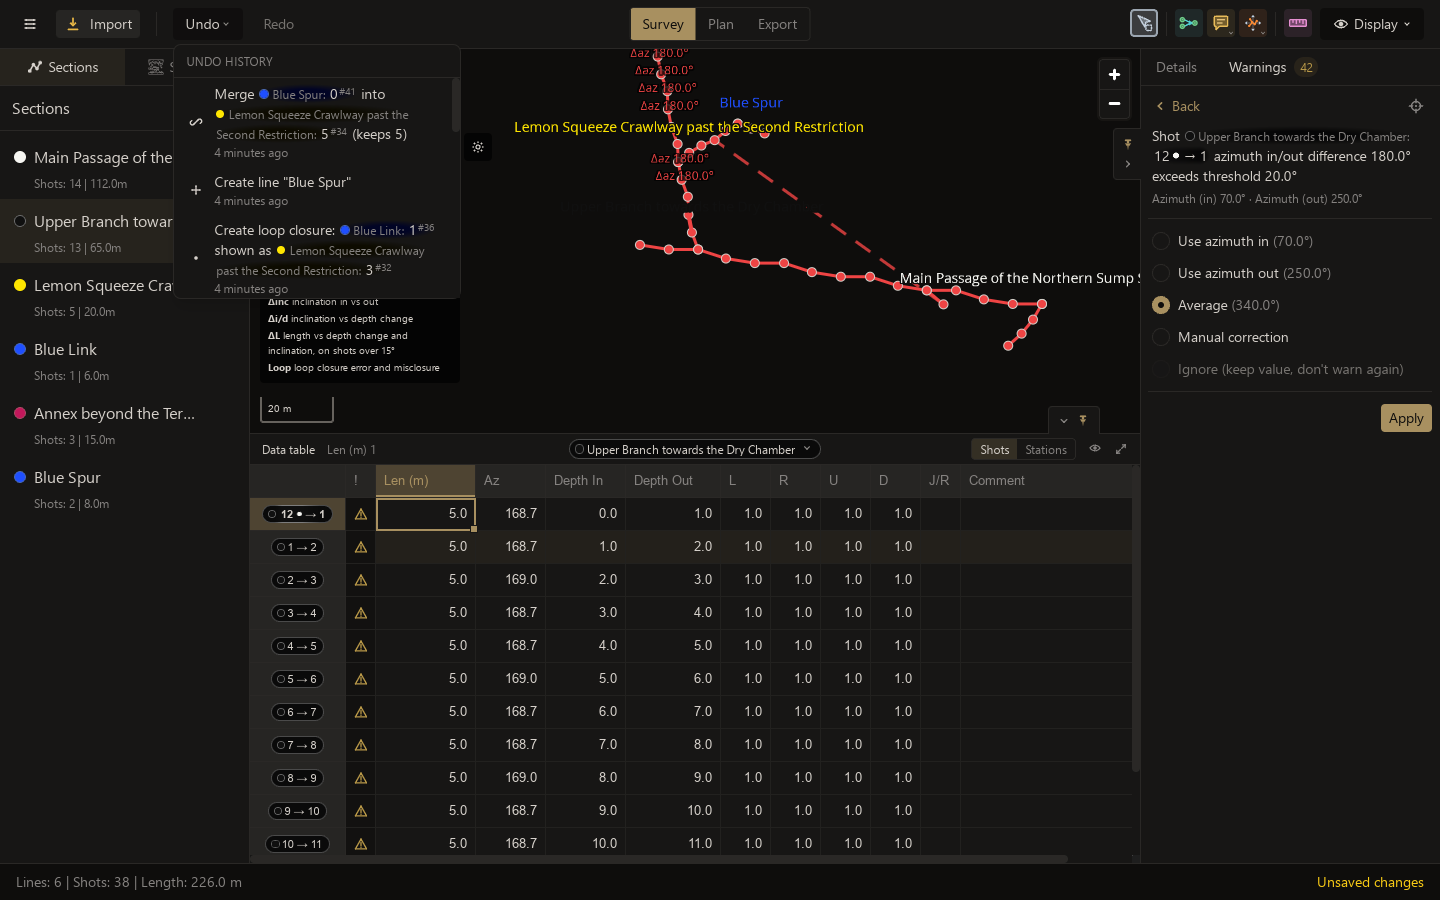 Import
Undo
Redo
Survey
Plan
Export
Display
Sections
S
UNDO HISTORY
Merge Blue Spur: 0 #41 into
Lemon Squeeze Crawlway past the
Second Restriction: 5 #34 (keeps 5)
4 minutes ago
Create line "Blue Spur"
4 minutes ago
Create loop closure: Blue Link: 1 #36
shown as Lemon Squeeze Crawlway
past the Second Restriction: 3 #32
4 minutes ago
Sections
Main Passage of the
Shots: 14 | 112.0m
Upper Branch towar
Shots: 13 | 65.0m
Lemon Squeeze Cra
Shots: 5 | 20.0m
Blue Link
Shots: 1 | 6.0m
Annex beyond the Ter...
Shots: 3 | 15.0m
Blue Spur
Shots: 2 | 8.0m
Δaz 180.0°
Δaz 180.0°
Δaz 180.0°
Δaz 180.0°
Blue Spur
Lemon Squeeze Crawlway past the Second Restriction
Δaz 180.0°
Δaz 180.0°
Main Passage of the Northern Sump S
Δinc inclination in vs out
Δi/d inclination vs depth change
ΔL length vs depth change and
inclination, on shots over 15°
Loop loop closure error and misclosure
20 m
Details
Warnings 42
Back
Shot Upper Branch towards the Dry Chamber:
12 → 1 azimuth in/out difference 180.0°
exceeds threshold 20.0°
Azimuth (in) 70.0° · Azimuth (out) 250.0°
Use azimuth in (70.0°)
Use azimuth out (250.0°)
Average (340.0°)
Manual correction
Ignore (keep value, don't warn again)
Apply
Data table Len (m) 1
Upper Branch towards the Dry Chamber
Shots Stations
! Len (m) Az Depth In Depth Out L R U D J/R Comment
12 → 1 5.0 168.7 0.0 1.0 1.0 1.0 1.0 1.0
1 → 2 5.0 168.7 1.0 2.0 1.0 1.0 1.0 1.0
2 → 3 5.0 169.0 2.0 3.0 1.0 1.0 1.0 1.0
3 → 4 5.0 168.7 3.0 4.0 1.0 1.0 1.0 1.0
4 → 5 5.0 168.7 4.0 5.0 1.0 1.0 1.0 1.0
5 → 6 5.0 169.0 5.0 6.0 1.0 1.0 1.0 1.0
6 → 7 5.0 168.7 6.0 7.0 1.0 1.0 1.0 1.0
7 → 8 5.0 168.7 7.0 8.0 1.0 1.0 1.0 1.0
8 → 9 5.0 169.0 8.0 9.0 1.0 1.0 1.0 1.0
9 → 10 5.0 168.7 9.0 10.0 1.0 1.0 1.0 1.0
10 → 11 5.0 168.7 10.0 11.0 1.0 1.0 1.0 1.0
Lines: 6 | Shots: 38 | Length: 226.0 m
Unsaved changes